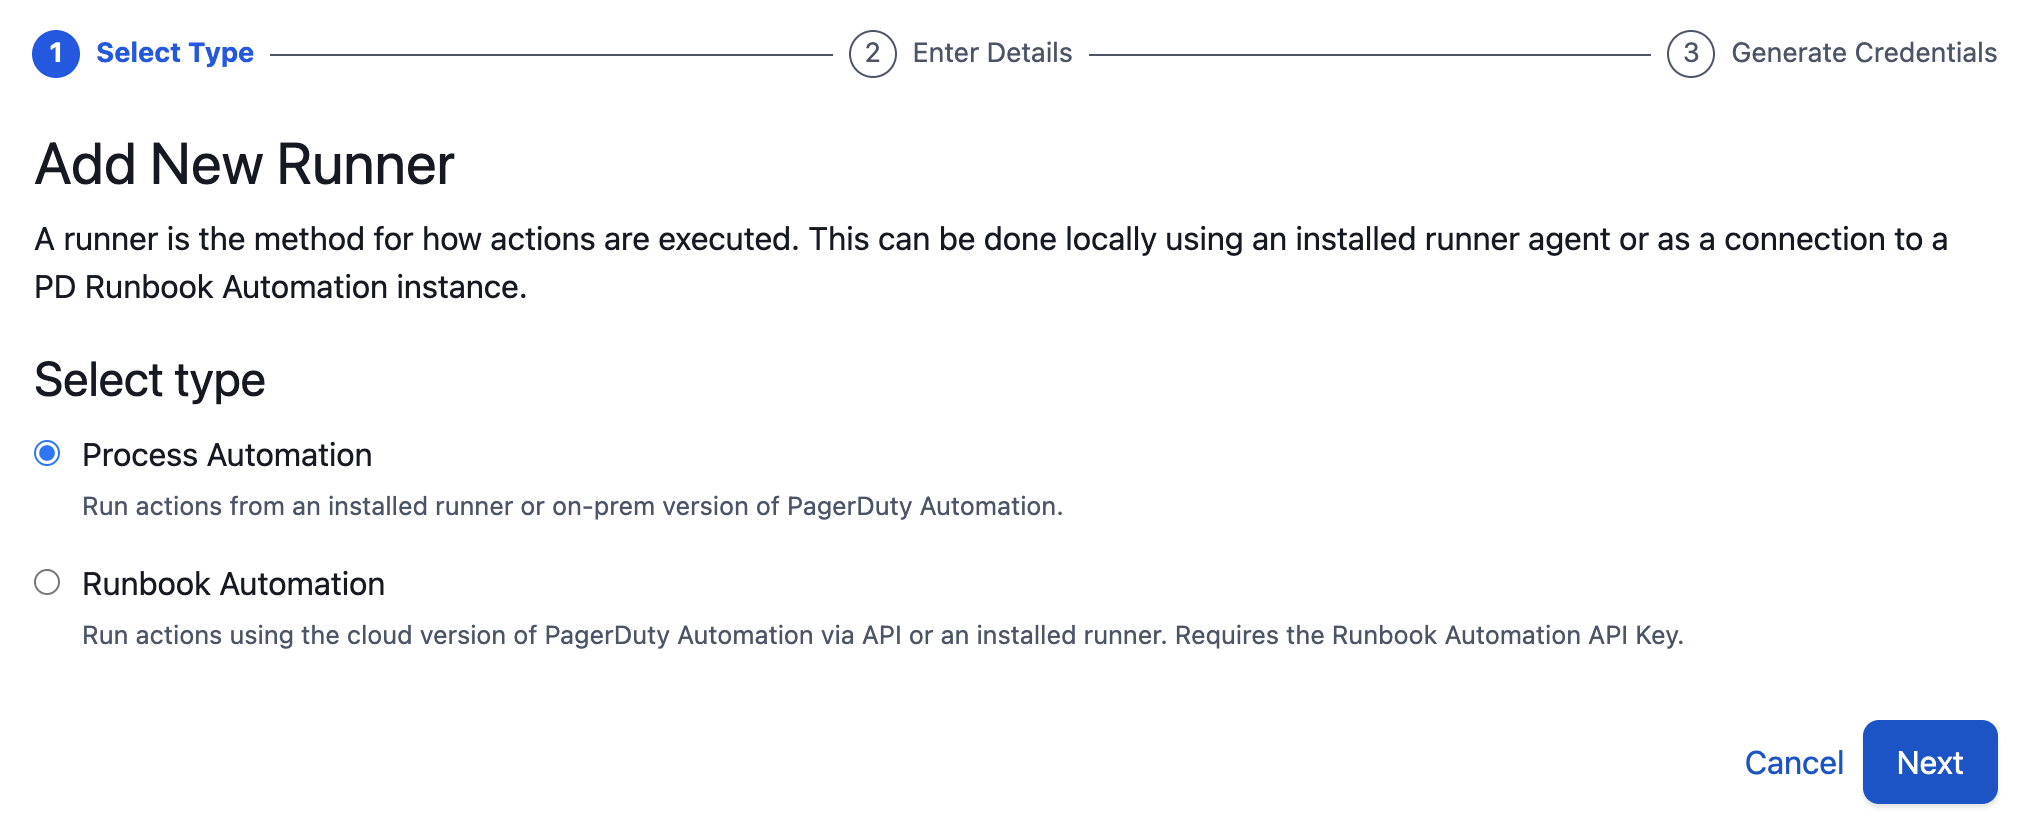 1 Select Type 2 Enter Details 3 Generate Credentials
Add New Runner
A runner is the method for how actions are executed. This can be done locally using an installed runner agent or as a connection to a
PD Runbook Automation instance.
Select type
Process Automation
Run actions from an installed runner or on-prem version of PagerDuty Automation.
Runbook Automation
Run actions using the cloud version of PagerDuty Automation via API or an installed runner. Requires the Runbook Automation API Key.
Cancel Next